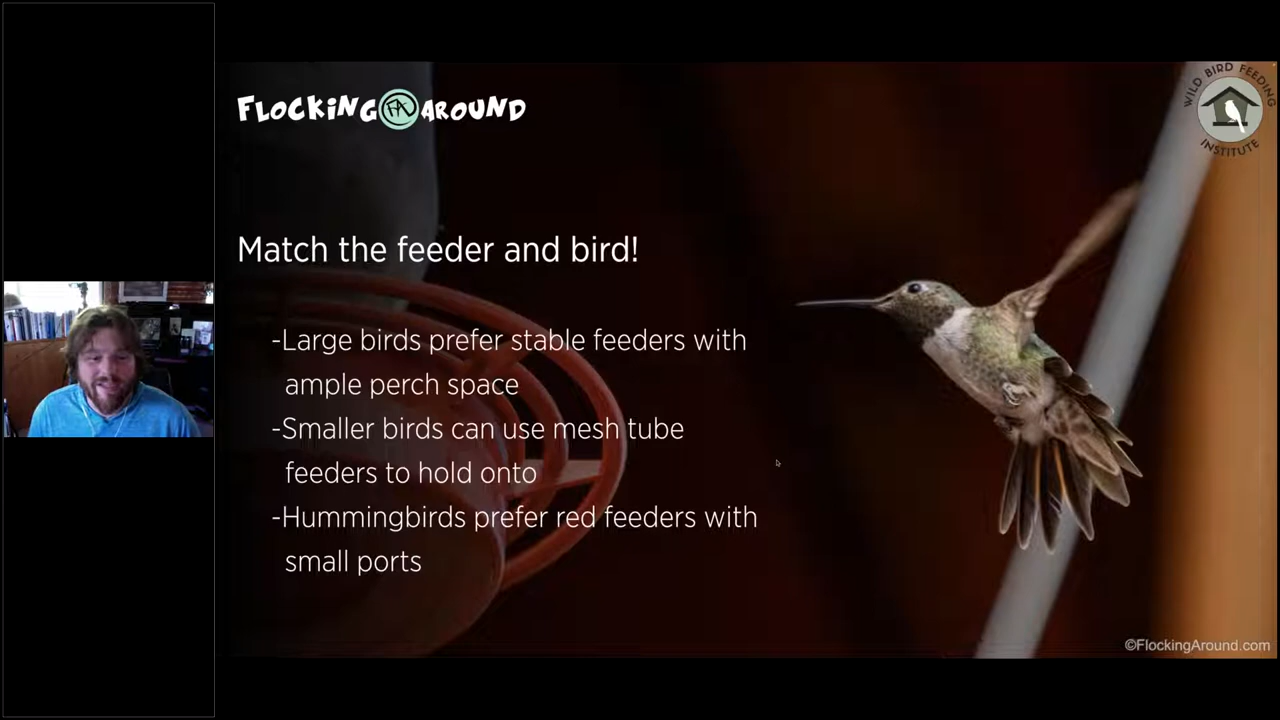 FLOCKING FA AROUND
WILD BIRD FEEDING
INSTITUTE
Match the feeder and bird!
-Large birds prefer stable feeders with
ample perch space
-Smaller birds can use mesh tube
feeders to hold onto
-Hummingbirds prefer red feeders with
small ports
©FlockingAround.com